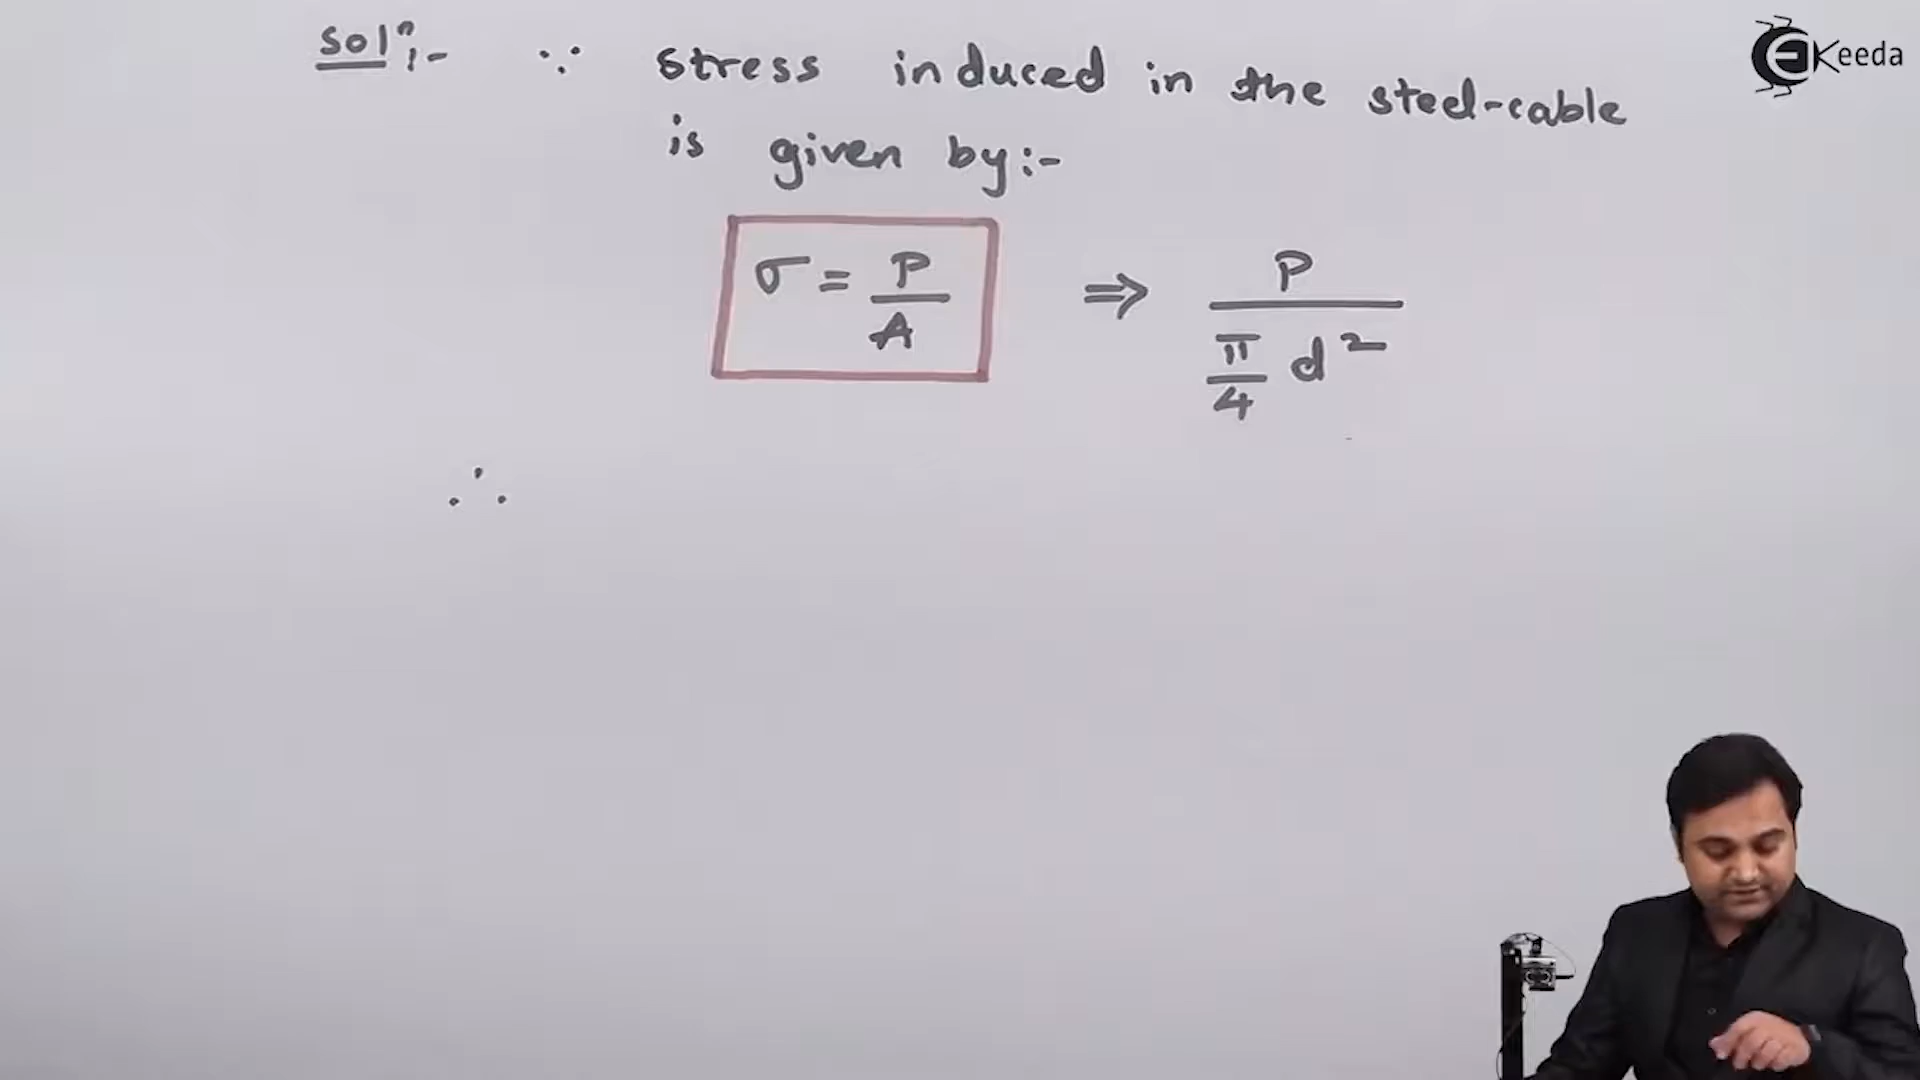 Solⁿ:- ∵ stress induced in the steel-cable
is given by:-
σ = P/A ⇒ P/(π/4 d²)
∴
EKeeda